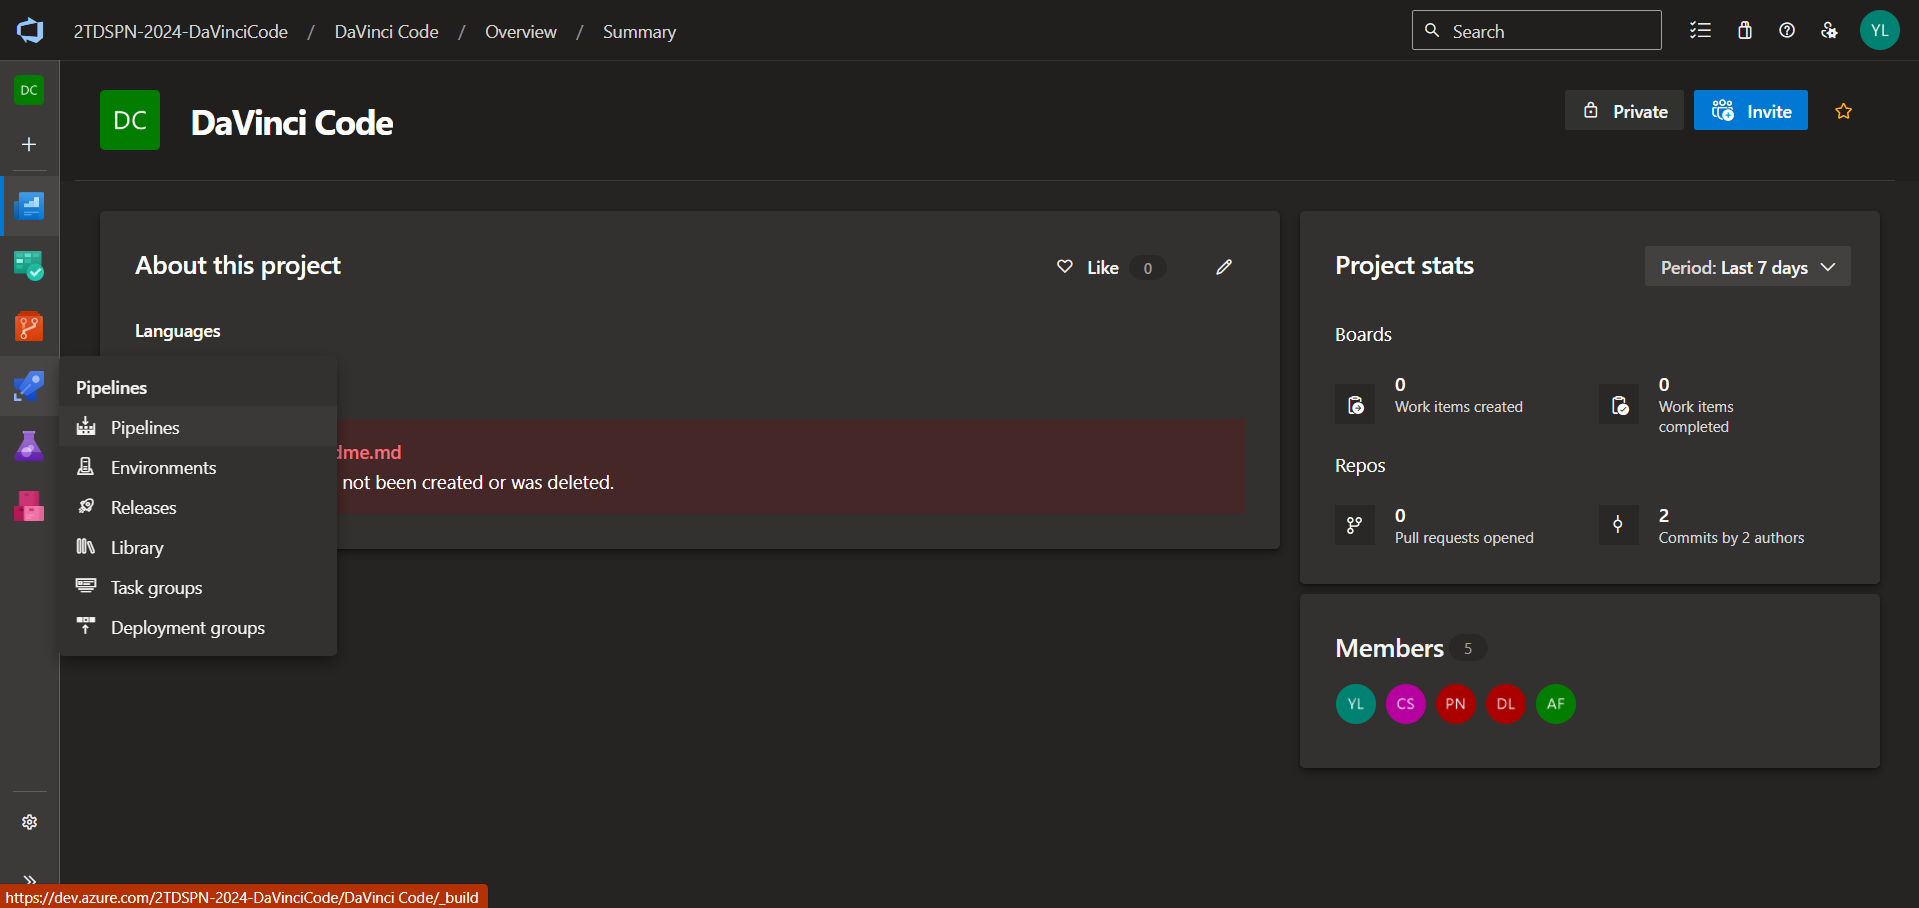 2TDSPN-2024-DaVinciCode / DaVinci Code / Overview / Summary
Search
YL
DC
DC
DaVinci Code
Private
Invite
About this project
Like 0
Languages
dme.md
not been created or was deleted.
Pipelines
Pipelines
Environments
Releases
Library
Task groups
Deployment groups
Project stats
Period: Last 7 days
Boards
0
Work items created
0
Work items
completed
Repos
0
Pull requests opened
2
Commits by 2 authors
Members 5
YL CS PN DL AF
https://dev.azure.com/2TDSPN-2024-DaVinciCode/DaVinci Code/_build